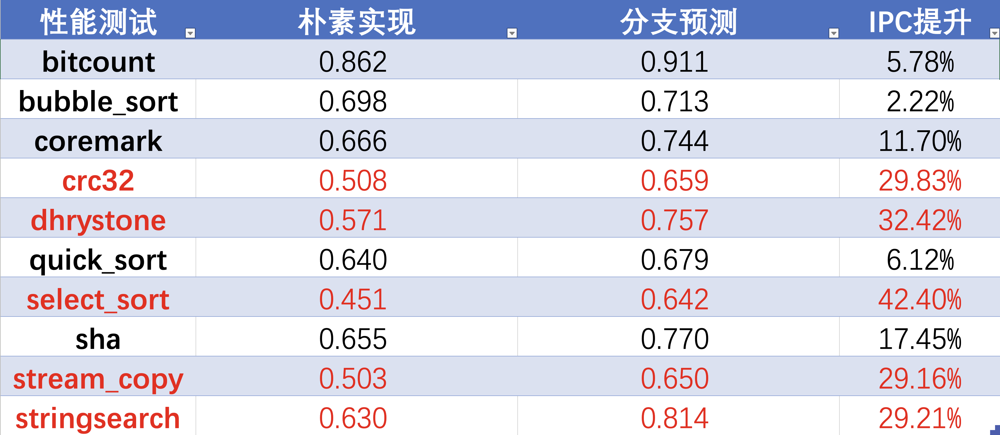 性能测试 朴素实现 分支预测 IPC提升
bitcount 0.862 0.911 5.78%
bubble_sort 0.698 0.713 2.22%
coremark 0.666 0.744 11.70%
crc32 0.508 0.659 29.83%
dhrystone 0.571 0.757 32.42%
quick_sort 0.640 0.679 6.12%
select_sort 0.451 0.642 42.40%
sha 0.655 0.770 17.45%
stream_copy 0.503 0.650 29.16%
stringsearch 0.630 0.814 29.21%